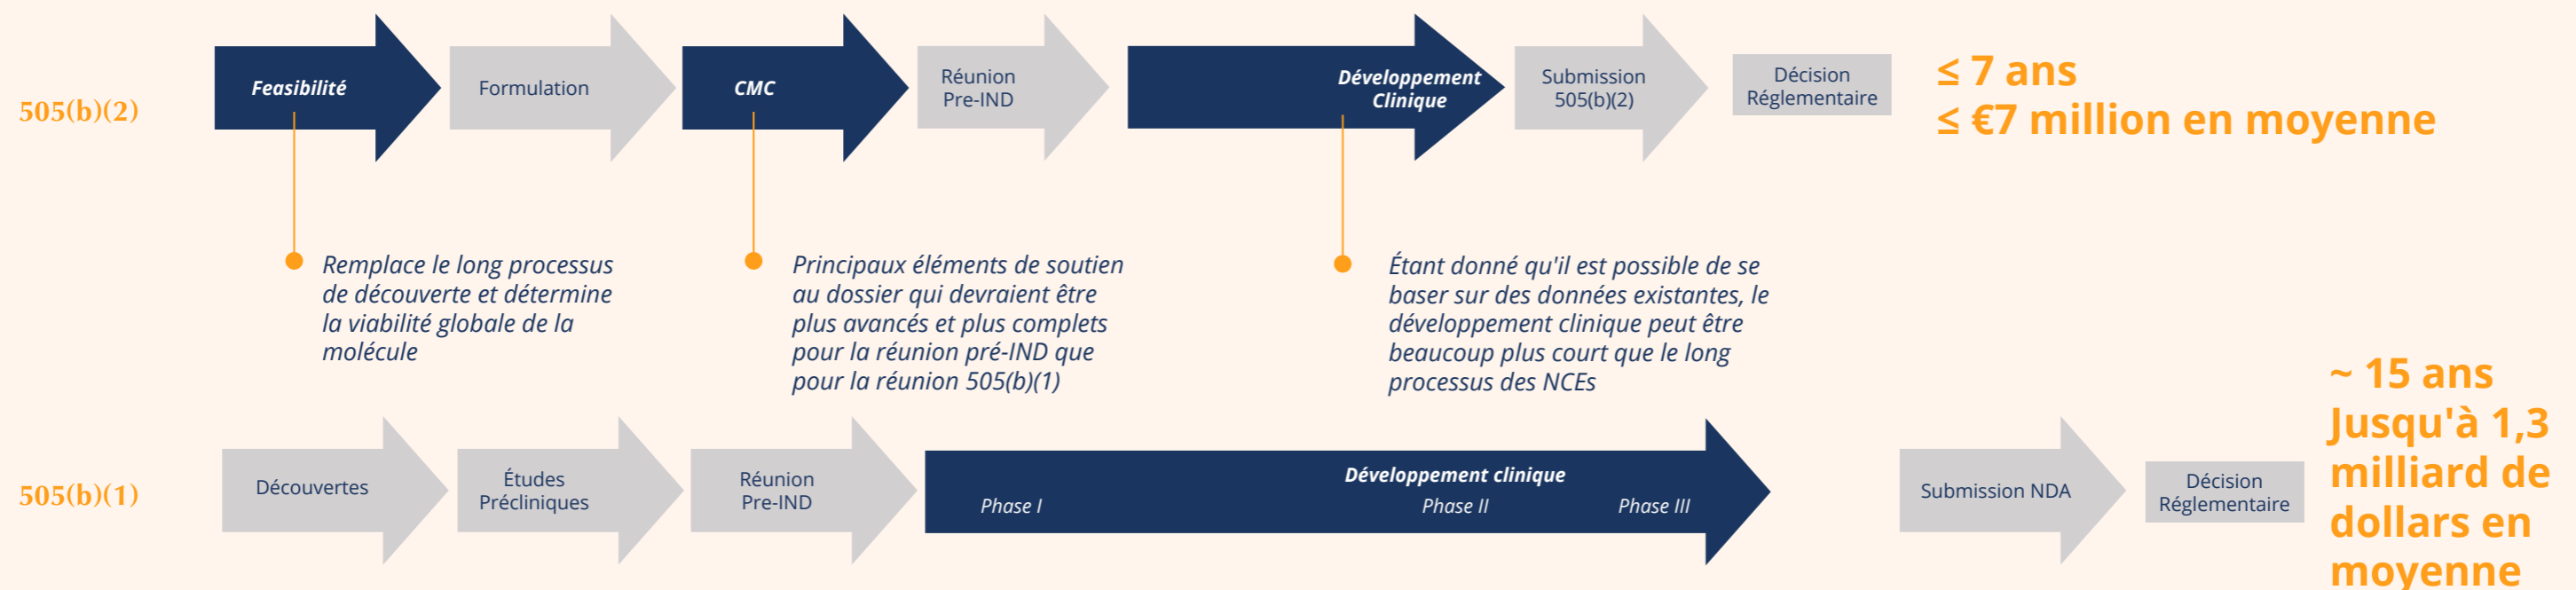 505(b)(2)
Feasibilité
Formulation
CMC
Réunion
Pre-IND
Développement
Clinique
Submission
505(b)(2)
Décision
Réglementaire
≤ 7 ans
≤ €7 million en moyenne
Remplace le long processus
de découverte et détermine
la viabilité globale de la
molécule
Principaux éléments de soutien
au dossier qui devraient être
plus avancés et plus complets
pour la réunion pré-IND que
pour la réunion 505(b)(1)
Étant donné qu'il est possible de se
baser sur des données existantes, le
développement clinique peut être
beaucoup plus court que le long
processus des NCEs
505(b)(1)
Découvertes
Études
Précliniques
Réunion
Pre-IND
Développement clinique
Phase I
Phase II
Phase III
Submission NDA
Décision
Réglementaire
~ 15 ans
Jusqu'à 1,3
milliard de
dollars en
moyenne